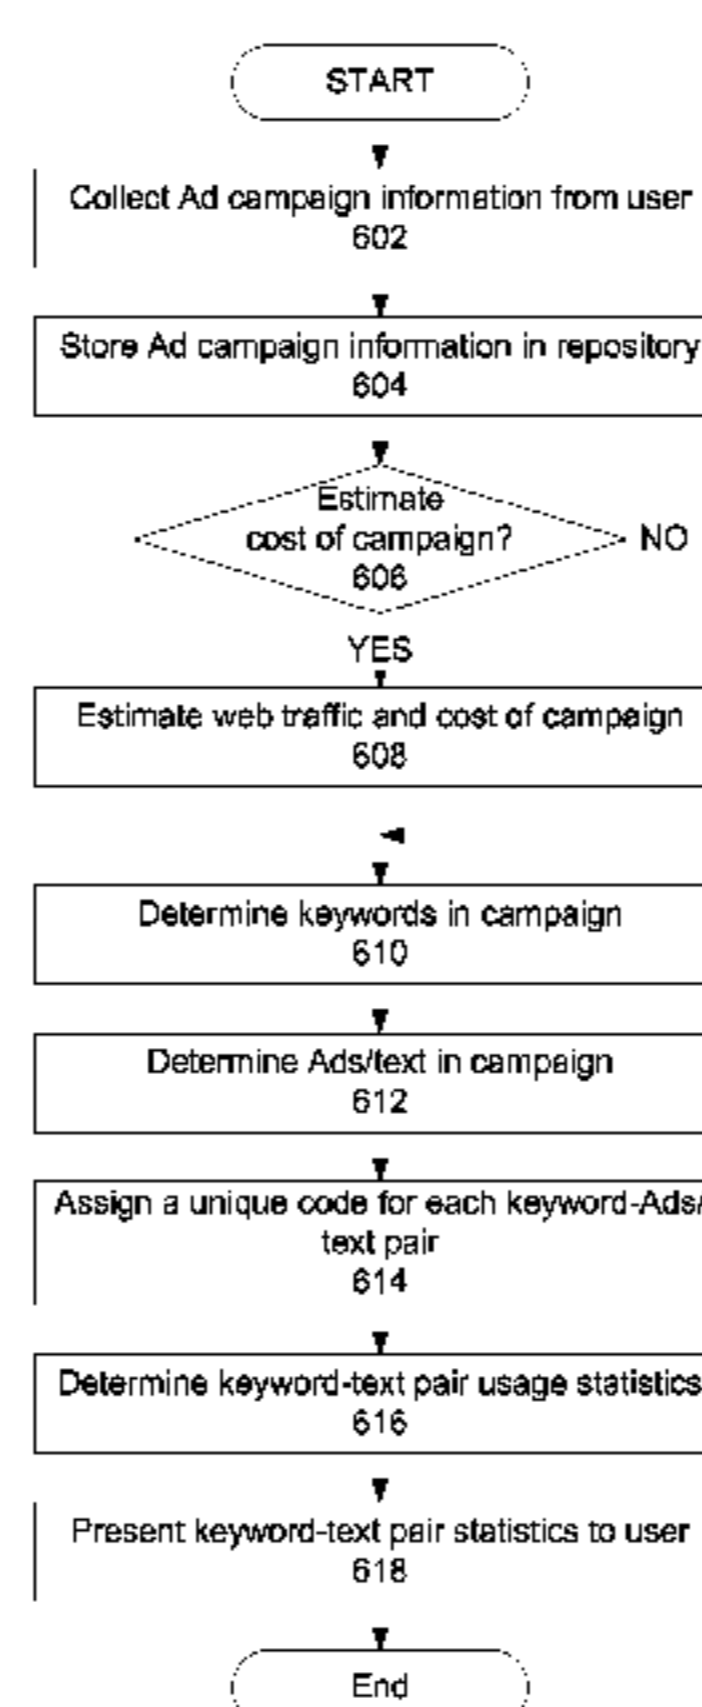 START
Collect Ad campaign information from user
602
Store Ad campaign information in repository
604
Estimate
cost of campaign?
606
NO
YES
Estimate web traffic and cost of campaign
608
Determine keywords in campaign
610
Determine Ads/text in campaign
612
Assign a unique code for each keyword-Ads/
text pair
614
Determine keyword-text pair usage statistics
616
Present keyword-text pair statistics to user
618
End